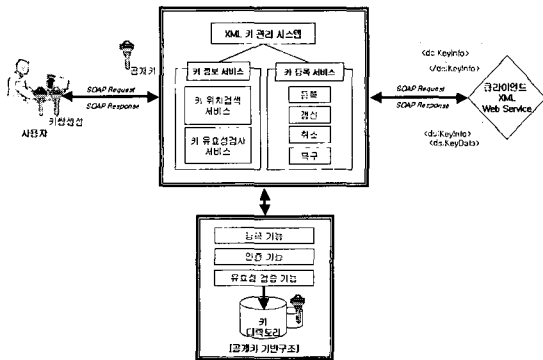 XML 키 관리 시스템
공개키
키 정보 서비스
키 등록 서비스
키 위치검색
서비스
키 유효성검사
서비스
등록
갱신
취소
복구
SOAP Request
SOAP Response
사용자
키쌍생성
SOAP Request
SOAP Response
<ds:KeyInfo>
</ds:KeyInfo>
클라이언트
XML
Web Service
<ds:KeyInfo>
<ds:KeyData>
등록 기능
인증 기능
유효성 검증 기능
키
디렉토리
[공개키 기반구조]